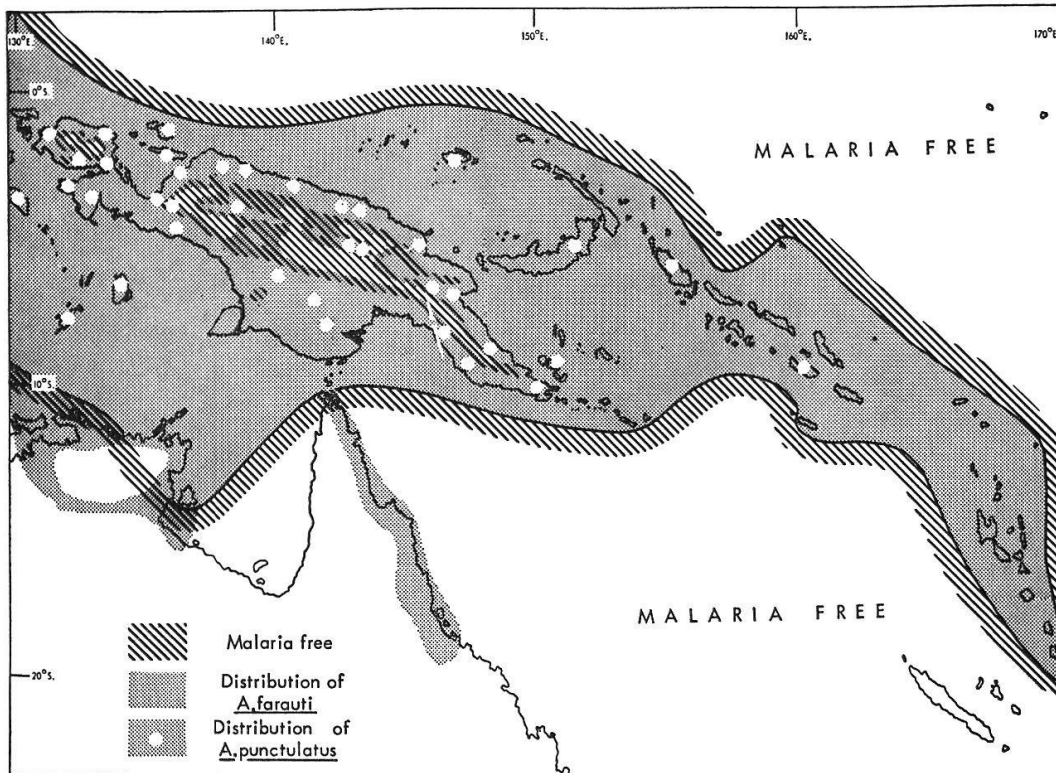 130°E.
140°E.
150°E.
160°E.
170°E
0°S.
MALARIA FREE
10°S.
MALARIA FREE
Malaria free
20°S.
Distribution of
A.farauti
Distribution of
A.punctulatus